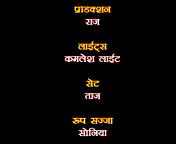 प्राडक्शन
राज
लाईट्स
कमलेश लाईट
सेट
ताज
रूप सज्जा
सोनिया